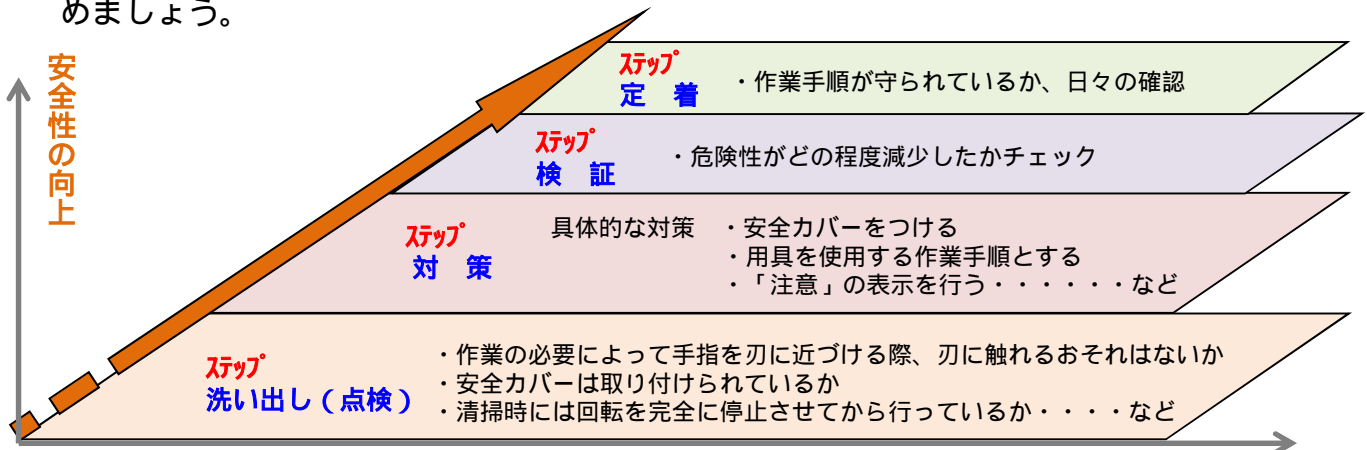 めましょう。
安全性の向上
ｽﾃｯﾌﾟ
定　着
・作業手順が守られているか、日々の確認
ｽﾃｯﾌﾟ
検　証
・危険性がどの程度減少したかチェック
ｽﾃｯﾌﾟ
対　策
具体的な対策　・安全カバーをつける
・用具を使用する作業手順とする
・「注意」の表示を行う・・・・・・など
ｽﾃｯﾌﾟ
洗い出し（点検）
・作業の必要によって手指を刃に近づける際、刃に触れるおそれはないか
・安全カバーは取り付けられているか
・清掃時には回転を完全に停止させてから行っているか・・・・など